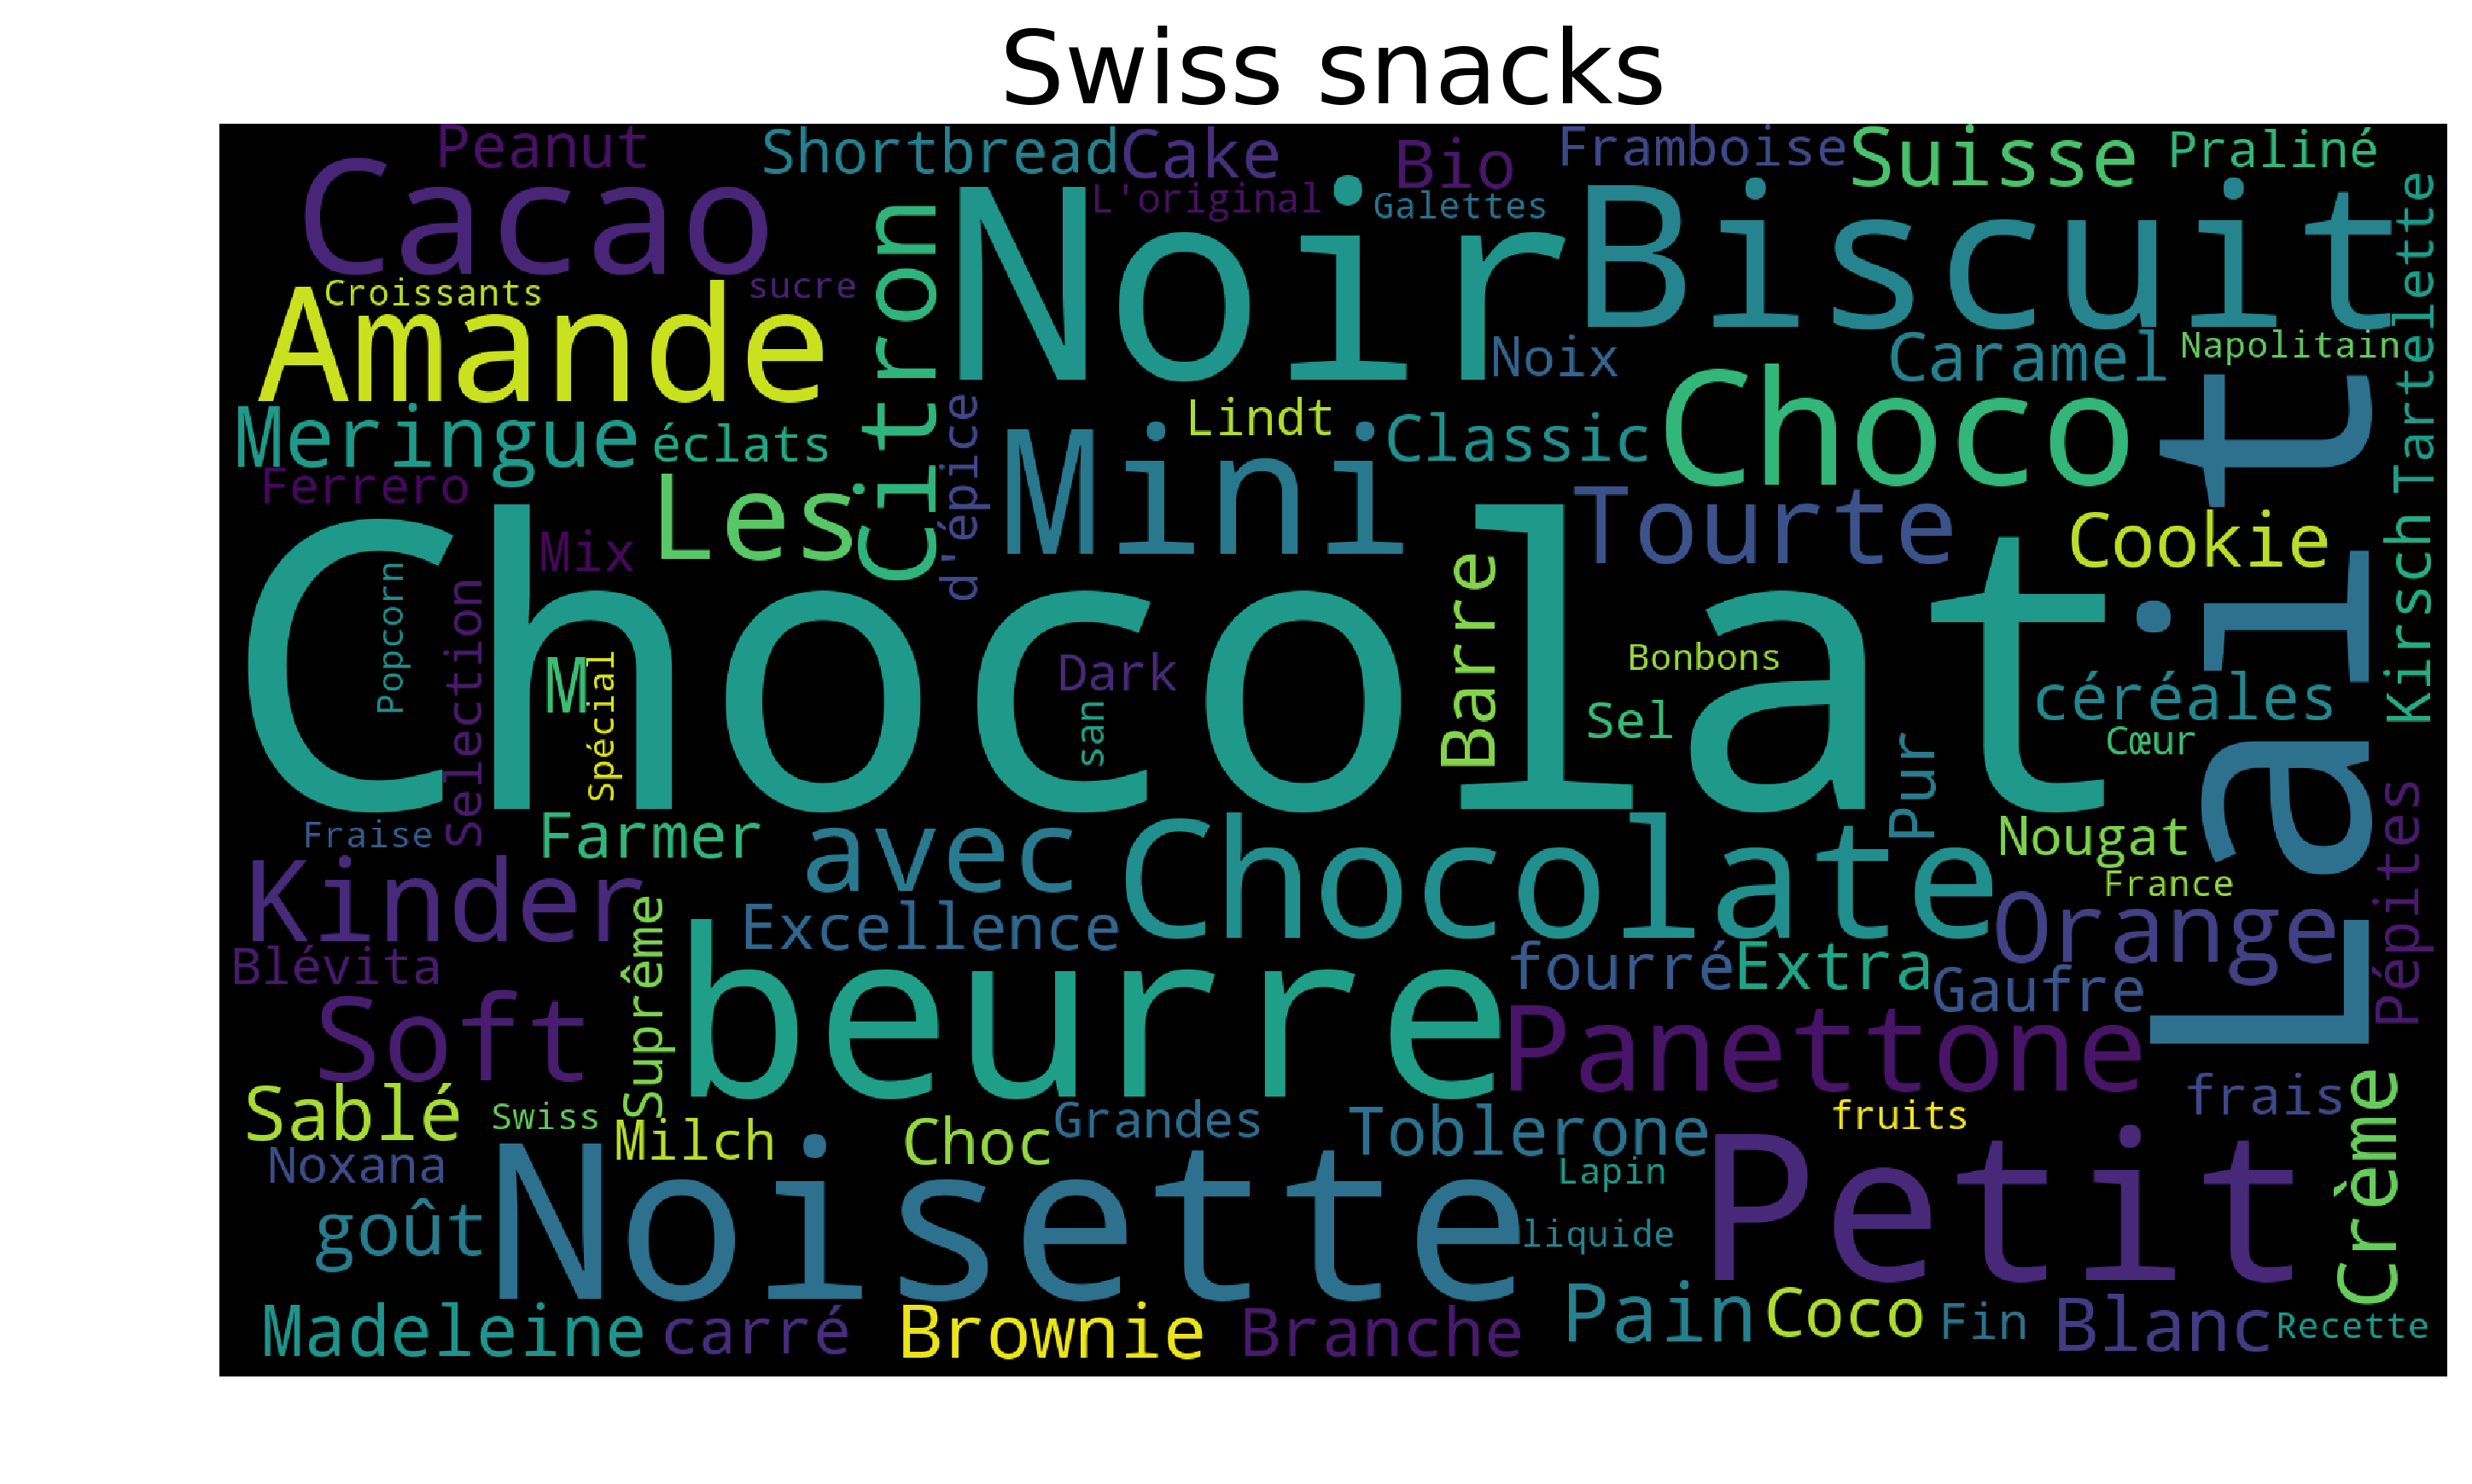 Swiss snacks
Peanut
Shortbread
Cake
Bio
Framboise
Suisse
Praliné
Cacao
L'original
Galettes
Noir
Biscuit
Tartelette
Citron
Croissants
sucre
Amande
Noix
Caramel
Napolitain
Choco
Lait
Meringue
éclats
d'épice
Lindt
Classic
Mini
Ferrero
Les
Tourte
Cookie
Kirsch
Mix
Chocolat
Popcorn
Selection
M
Spécial
Dark
san
Barre
Bonbons
Sel
céréales
Cœur
Pur
Pépites
Fraise
Farmer
avec
Chocolate
Nougat
France
Kinder
Suprême
Excellence
Orange
Blévita
beurre
fourré
Extra
Gaufre
Soft
Panettone
Sablé
Swiss
Milch
Choc
Grandes
Toblerone
fruits
frais
Crème
Noxana
Noisette
Lapin
Petit
goût
liquide
Madeleine
carré
Brownie
Branche
Pain
Coco
Fin
Blanc
Recette